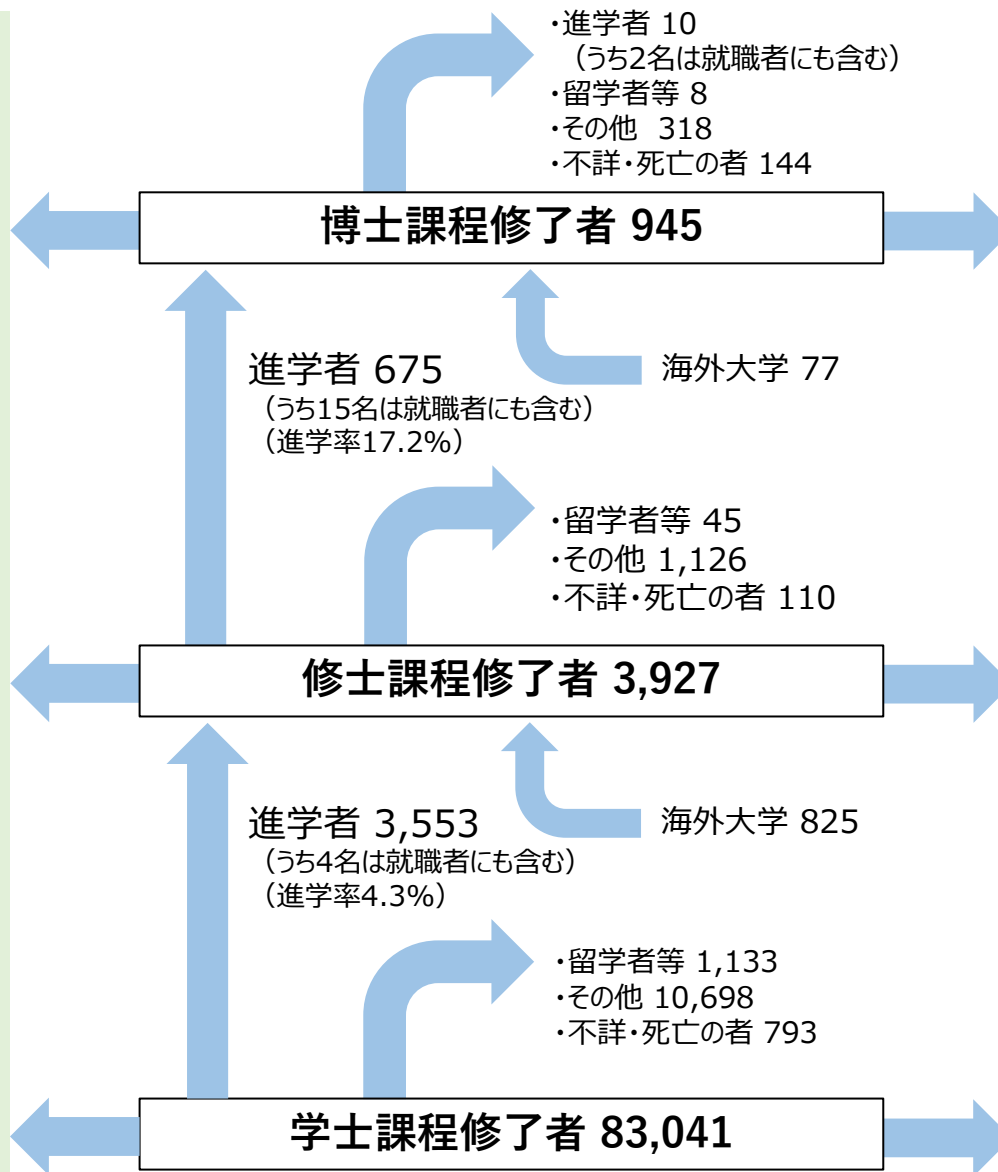 ・進学者 10
（うち2名は就職者にも含む）
・留学者等 8
・その他 318
・不詳・死亡の者 144
博士課程修了者 945
進学者 675
（うち15名は就職者にも含む）
（進学率17.2%）
海外大学 77
・留学者等 45
・その他 1,126
・不詳・死亡の者 110
修士課程修了者 3,927
進学者 3,553
（うち4名は就職者にも含む）
（進学率4.3%）
海外大学 825
・留学者等 1,133
・その他 10,698
・不詳・死亡の者 793
学士課程修了者 83,041